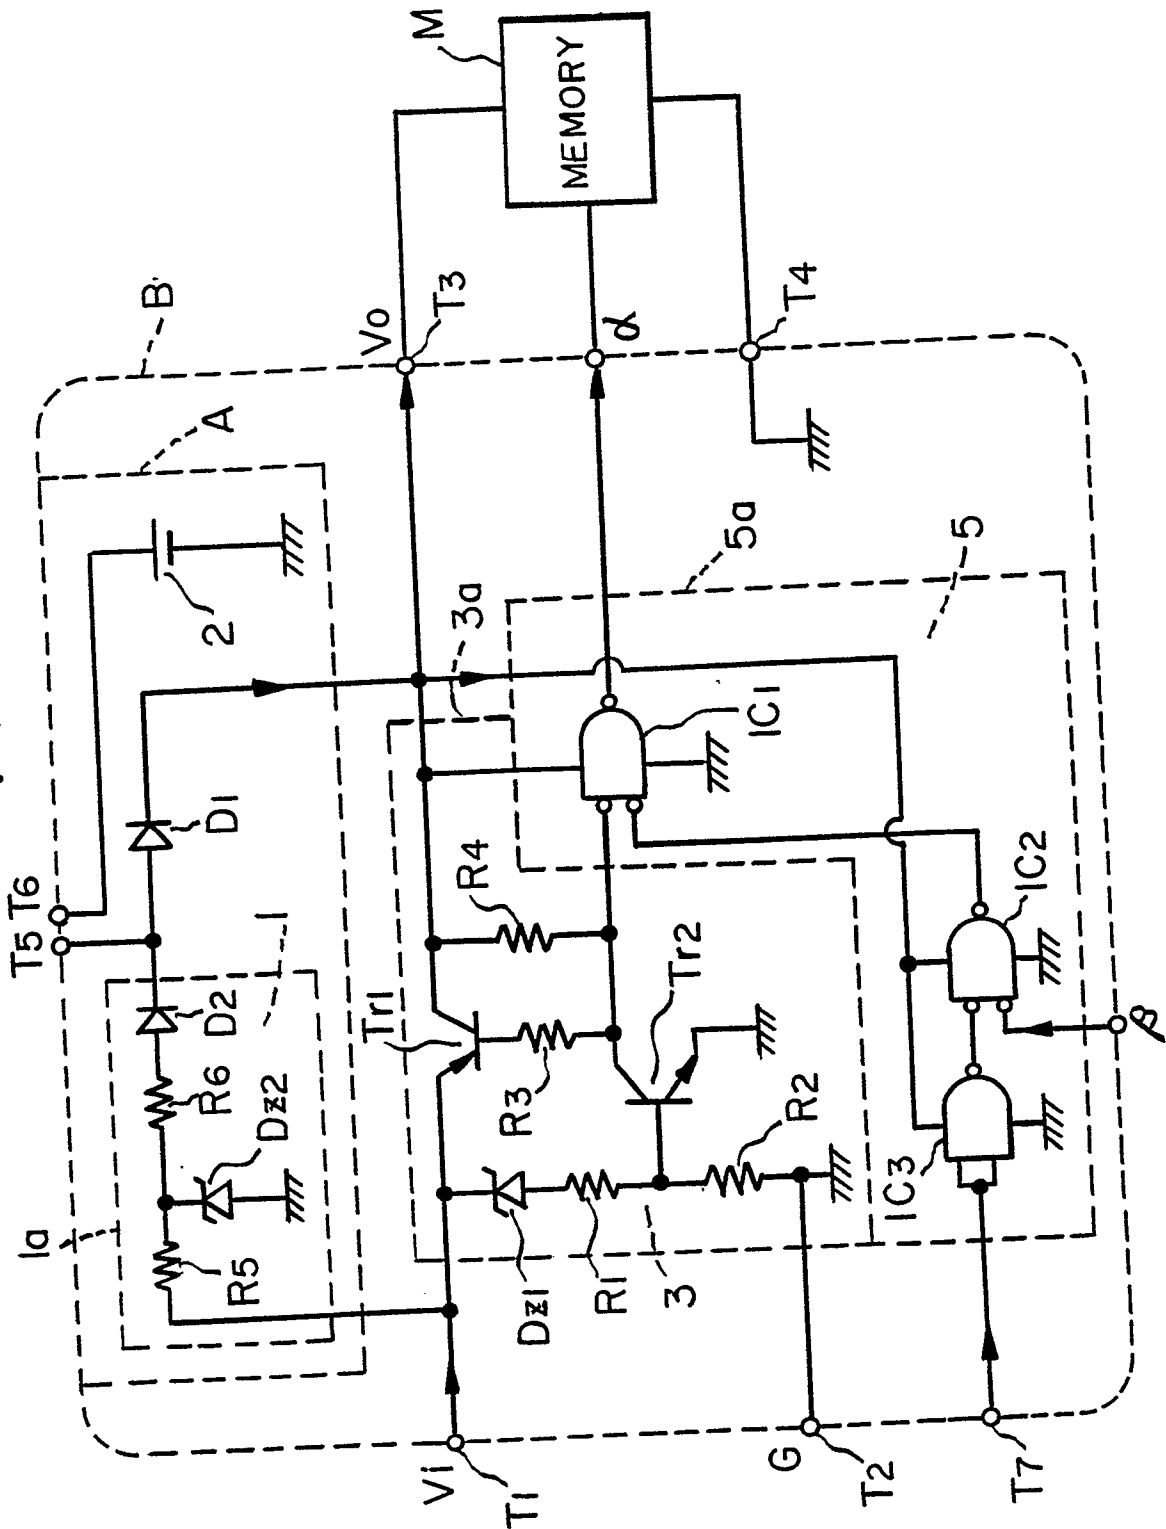 B
A
T5
T6
1
1a
R5
R6
Dz2
D2
D1
2
Vi
T1
Vo
T3
M
MEMORY
α
T4
3a
5a
5
Tr1
R4
R3
Tr2
Dz1
R1
3
R2
IC1
IC2
IC3
G
T2
T7
β